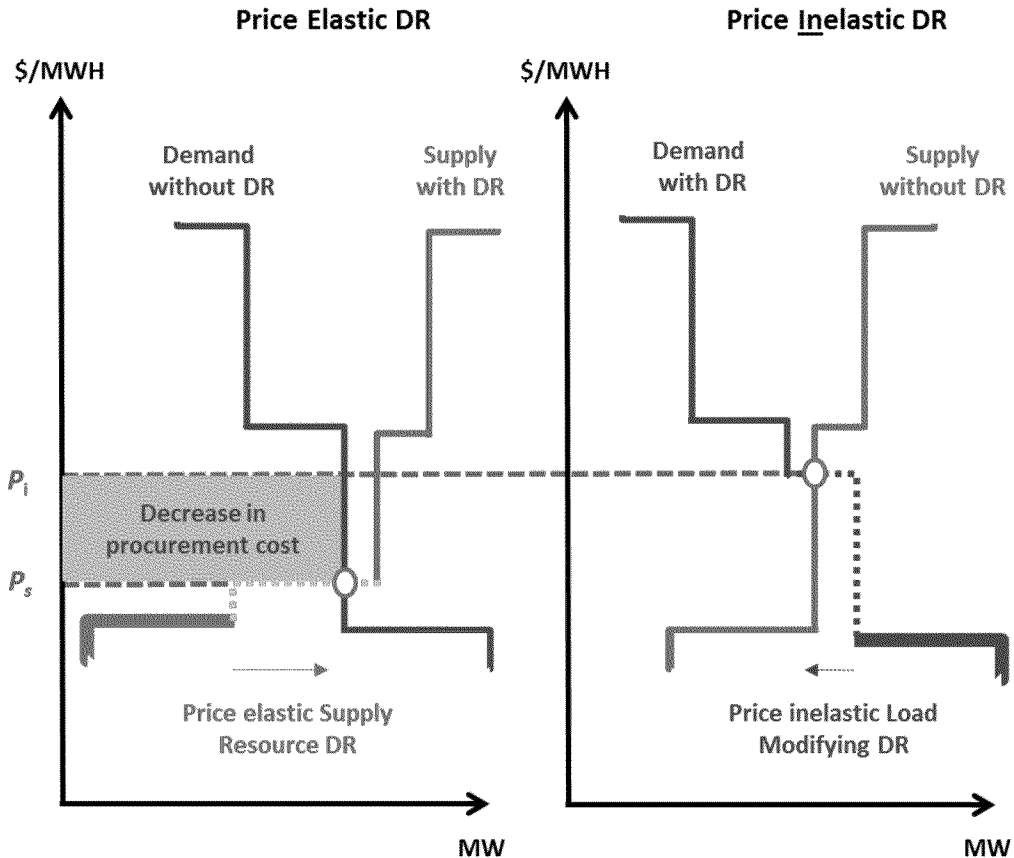 Price Elastic DR
Price Inelastic DR
$/MWH
$/MWH
Demand
without DR
Supply
with DR
Demand
with DR
Supply
without DR
Pi
Decrease in
procurement cost
Ps
Price elastic Supply
Resource DR
Price inelastic Load
Modifying DR
MW
MW